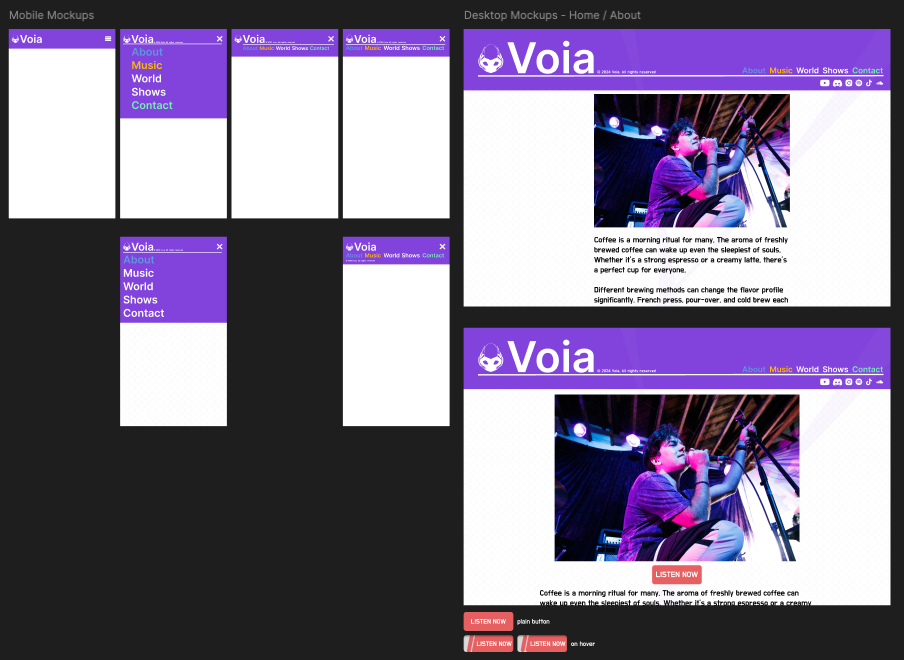 Mobile Mockups
Voia
Voia
About
Music
World
Shows
Contact
Voia
About Music World Shows Contact
Voia
About Music World Shows Contact
Voia
About
Music
World
Shows
Contact
Voia
About Music World Shows Contact
Desktop Mockups - Home / About
Voia
© 2024 Voia, All rights reserved
About Music World Shows Contact
Coffee is a morning ritual for many. The aroma of freshly
brewed coffee can wake up even the sleepiest of souls.
Whether it's a strong espresso or a creamy latte, there's
a perfect cup for everyone.
Different brewing methods can change the flavor profile
significantly. French press, pour-over, and cold brew each
Voia
© 2024 Voia, All rights reserved
About Music World Shows Contact
LISTEN NOW
Coffee is a morning ritual for many. The aroma of freshly brewed coffee can
wake up even the sleepiest of souls. Whether it's a strong espresso or a creamy
LISTEN NOW plain button
LISTEN NOW LISTEN NOW on hover